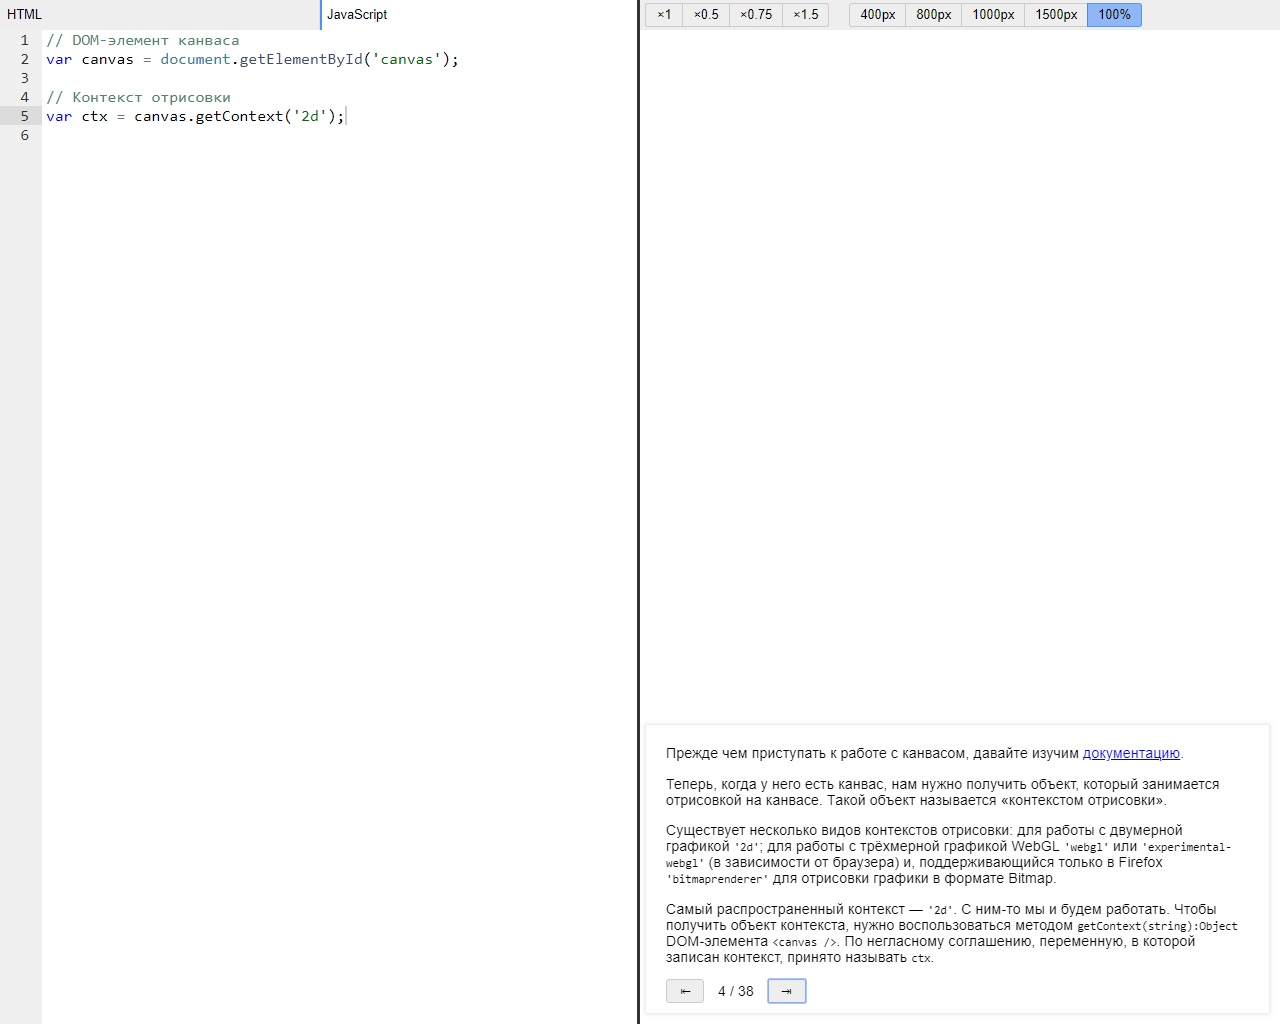 HTML
JavaScript
1 // DOM-элемент канваса
2 var canvas = document.getElementById('canvas');
3
4 // Контекст отрисовки
5 var ctx = canvas.getContext('2d');
6
×1 ×0.5 ×0.75 ×1.5 400px 800px 1000px 1500px 100%
Прежде чем приступать к работе с канвасом, давайте изучим документацию.
Теперь, когда у него есть канвас, нам нужно получить объект, который занимается
отрисовкой на канвасе. Такой объект называется «контекстом отрисовки».
Существует несколько видов контекстов отрисовки: для работы с двумерной
графикой '2d'; для работы с трёхмерной графикой WebGL 'webgl' или 'experimental-
webgl' (в зависимости от браузера) и, поддерживающийся только в Firefox
'bitmaprenderer' для отрисовки графики в формате Bitmap.
Самый распространенный контекст — '2d'. С ним-то мы и будем работать. Чтобы
получить объект контекста, нужно воспользоваться методом getContext(string):Object
DOM-элемента <canvas />. По негласному соглашению, переменную, в которой
записан контекст, принято называть ctx.
⇤ 4 / 38 ⇥